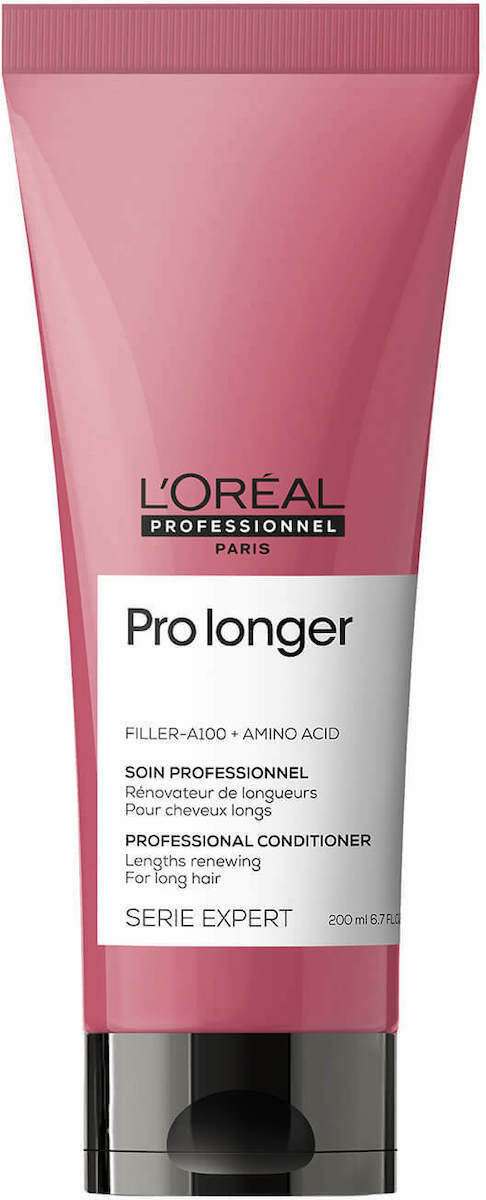 L'ORÉAL
PROFESSIONNEL
PARIS
Pro longer
FILLER-A100 + AMINO ACID
SOIN PROFESSIONNEL
Rénovateur de longueurs
Pour cheveux longs
PROFESSIONAL CONDITIONER
Lengths renewing
For long hair
SERIE EXPERT 200 ml 6.7 FL